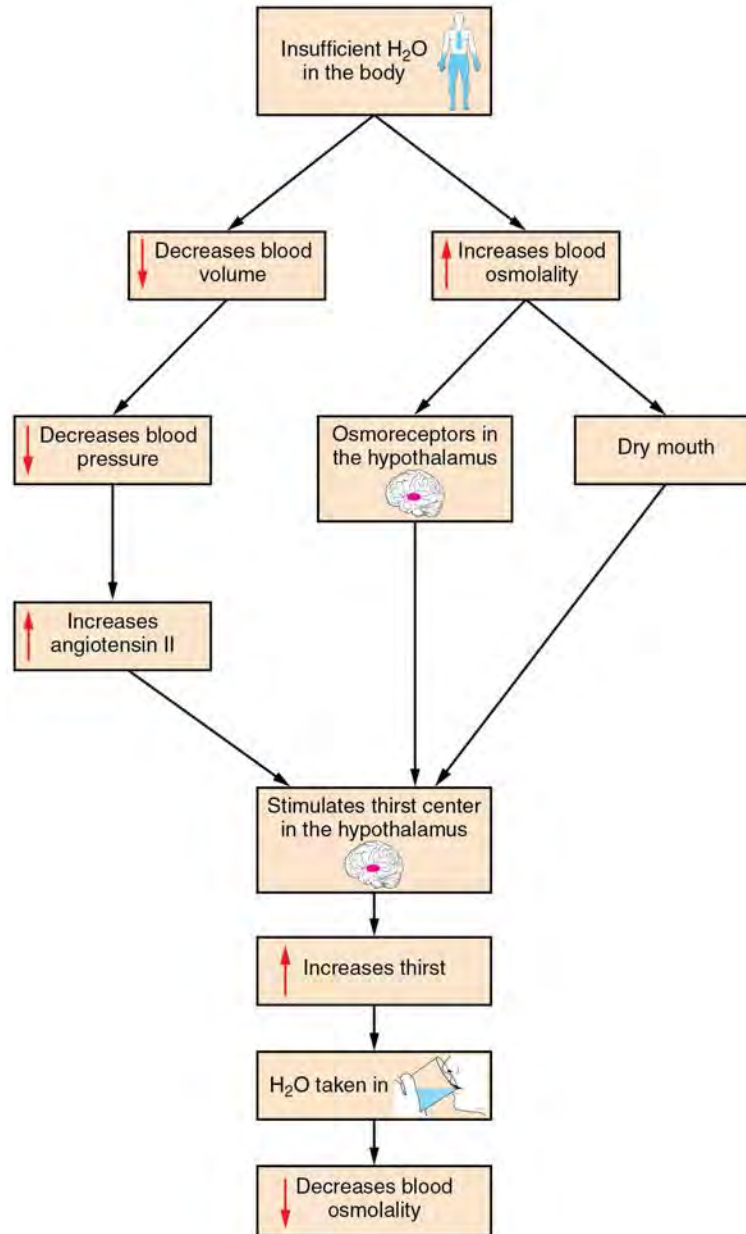 Insufficient H₂O
in the body
Decreases blood
volume
Increases blood
osmolality
Decreases blood
pressure
Osmoreceptors in
the hypothalamus
Dry mouth
Increases
angiotensin II
Stimulates thirst center
in the hypothalamus
Increases thirst
H₂O taken in
Decreases blood
osmolality